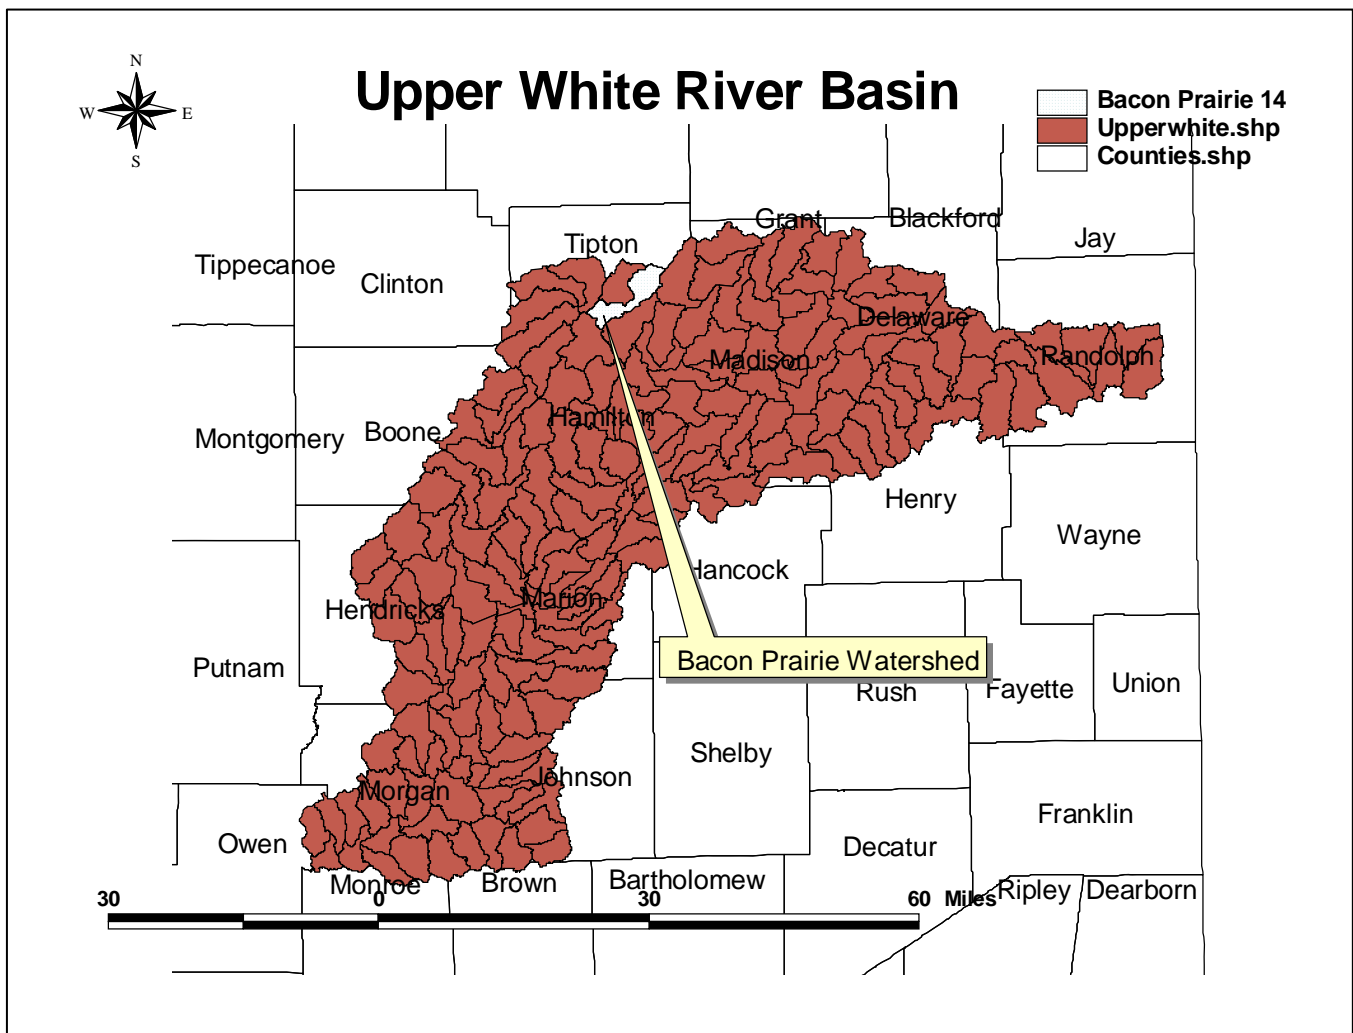 N
W E
S
Upper White River Basin
Bacon Prairie 14
Upperwhite.shp
Counties.shp
Grant
Blackford
Jay
Tipton
Tippecanoe
Clinton
Delaware
Madison
Randolph
Hamilton
Boone
Montgomery
Henry
Wayne
Hancock
Marion
Hendricks
Bacon Prairie Watershed
Putnam
Rush
Fayette
Union
Shelby
Johnson
Morgan
Franklin
Owen
Decatur
Monroe
Brown
Bartholomew
Ripley
Dearborn
30 0 30 60 Miles